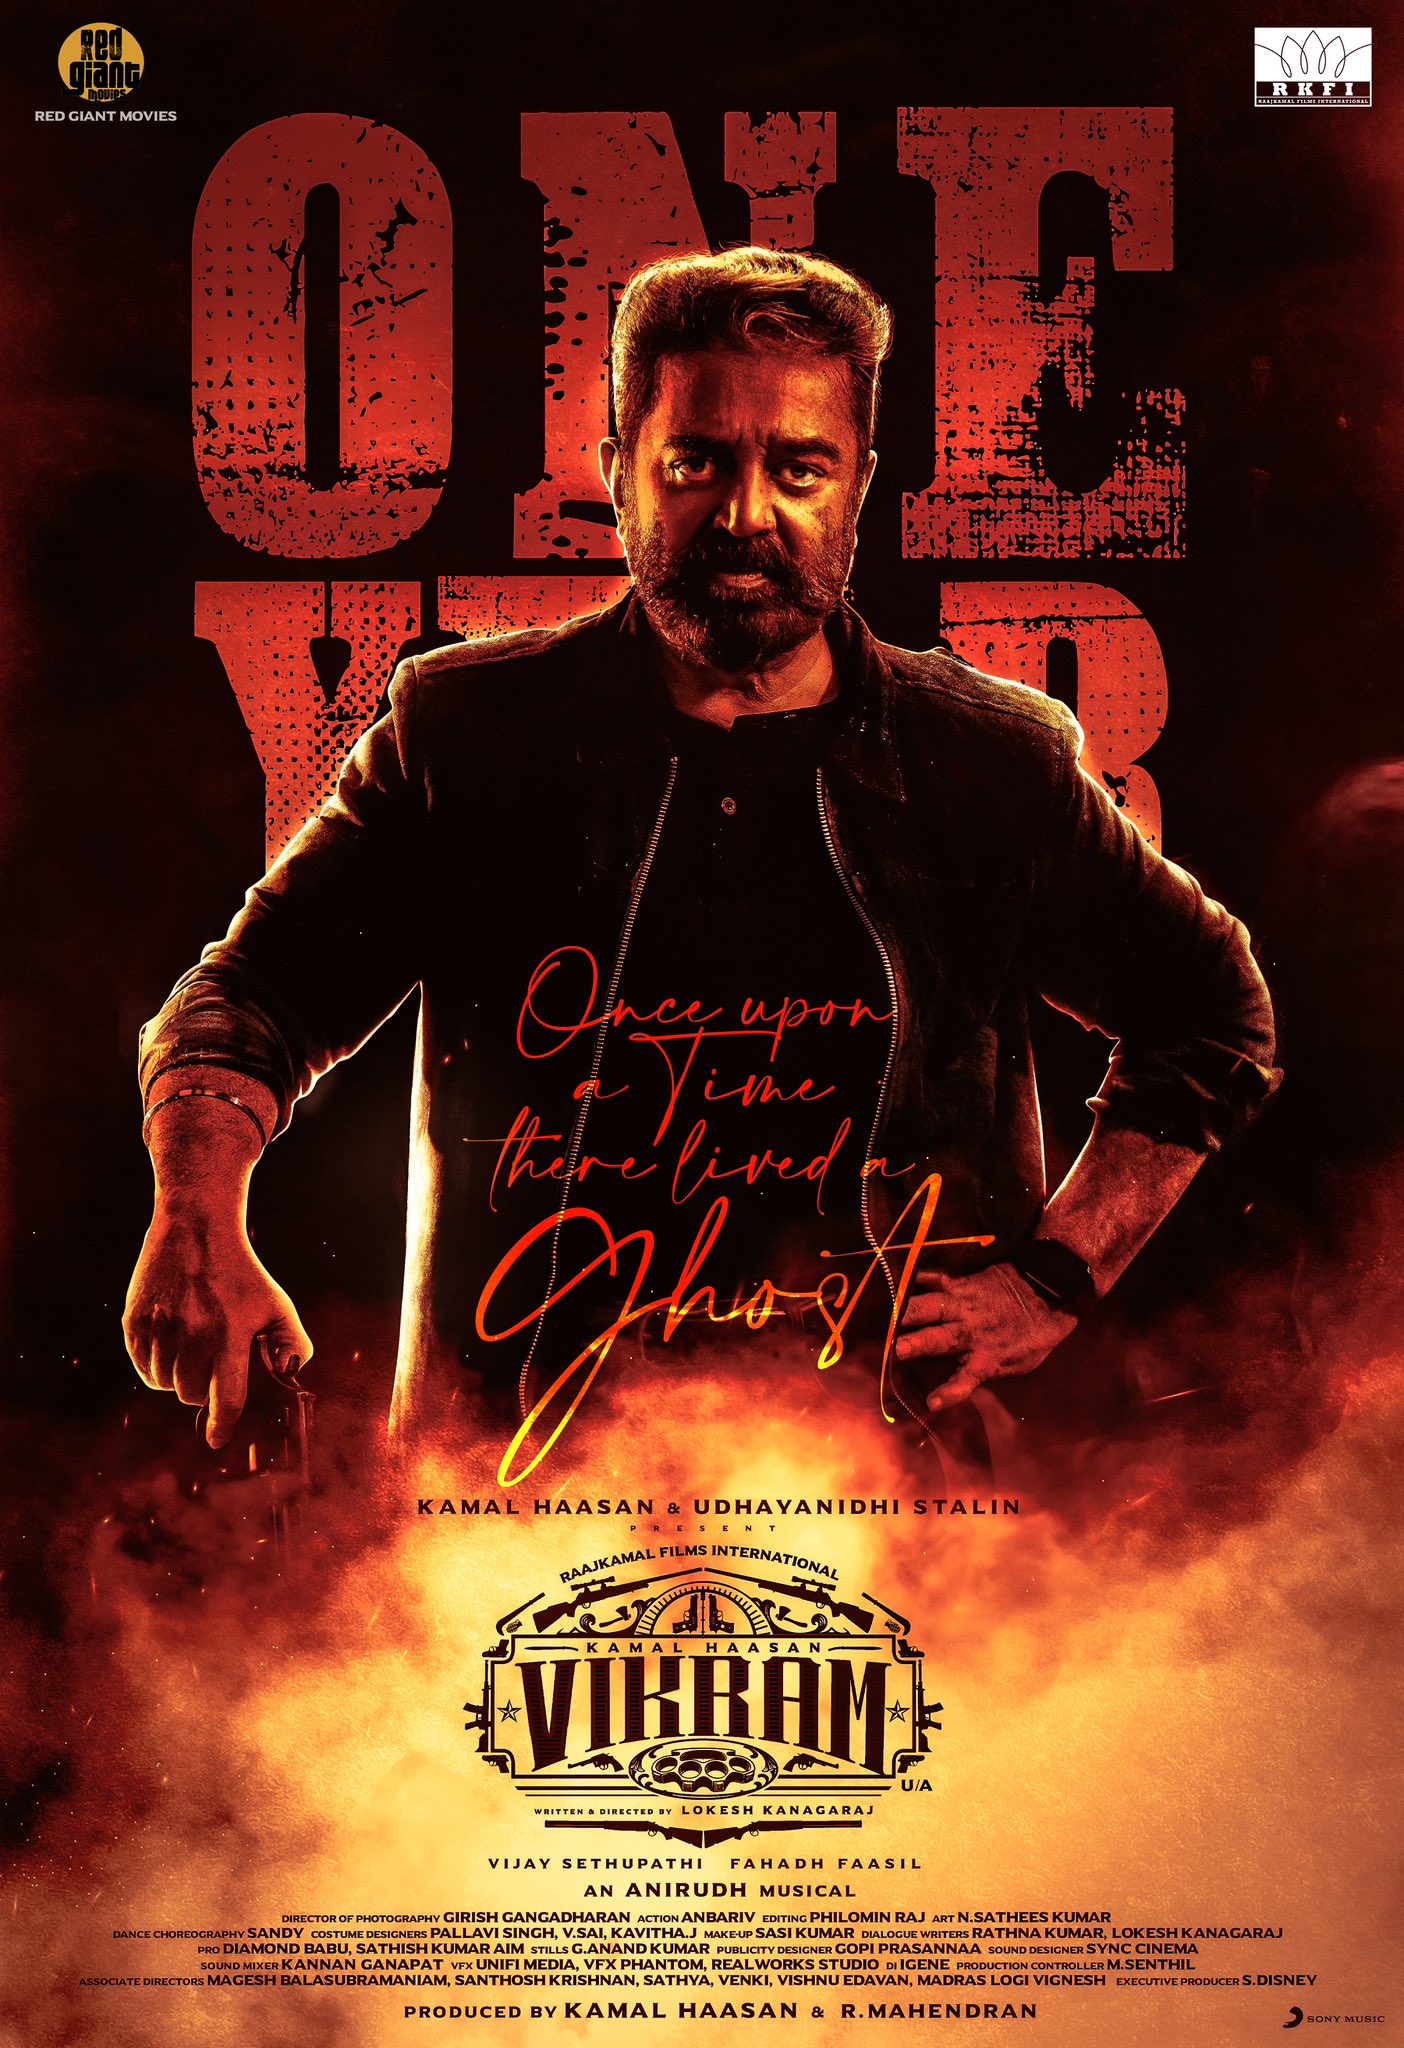 Red
giant
movies
RED GIANT MOVIES
RKFI
RAAJKAMAL FILMS INTERNATIONAL
ONE
YEAR
Once upon
a Time
there lived a
Ghost
KAMAL HAASAN & UDHAYANIDHI STALIN
PRESENT
RAAJKAMAL FILMS INTERNATIONAL
KAMAL HAASAN
VIKRAM
U/A
WRITTEN & DIRECTED BY LOKESH KANAGARAJ
VIJAY SETHUPATHI FAHADH FAASIL
AN ANIRUDH MUSICAL
DIRECTOR OF PHOTOGRAPHY GIRISH GANGADHARAN ACTION ANBARIV EDITING PHILOMIN RAJ ART N.SATHEES KUMAR
DANCE CHOREOGRAPHY SANDY COSTUME DESIGNERS PALLAVI SINGH, V.SAI, KAVITHA.J MAKE-UP SASI KUMAR DIALOGUE WRITERS RATHNA KUMAR, LOKESH KANAGARAJ
PRO DIAMOND BABU, SATHISH KUMAR AIM STILLS G.ANAND KUMAR PUBLICITY DESIGNER GOPI PRASANNAA SOUND DESIGNER SYNC CINEMA
SOUND MIXER KANNAN GANAPAT VFX UNIFI MEDIA, VFX PHANTOM, REALWORKS STUDIO DI IGENE PRODUCTION CONTROLLER M.SENTHIL
ASSOCIATE DIRECTORS MAGESH BALASUBRAMANIAM, SANTHOSH KRISHNAN, SATHYA, VENKI, VISHNU EDAVAN, MADRAS LOGI VIGNESH EXECUTIVE PRODUCER S.DISNEY
PRODUCED BY KAMAL HAASAN & R.MAHENDRAN
SONY MUSIC